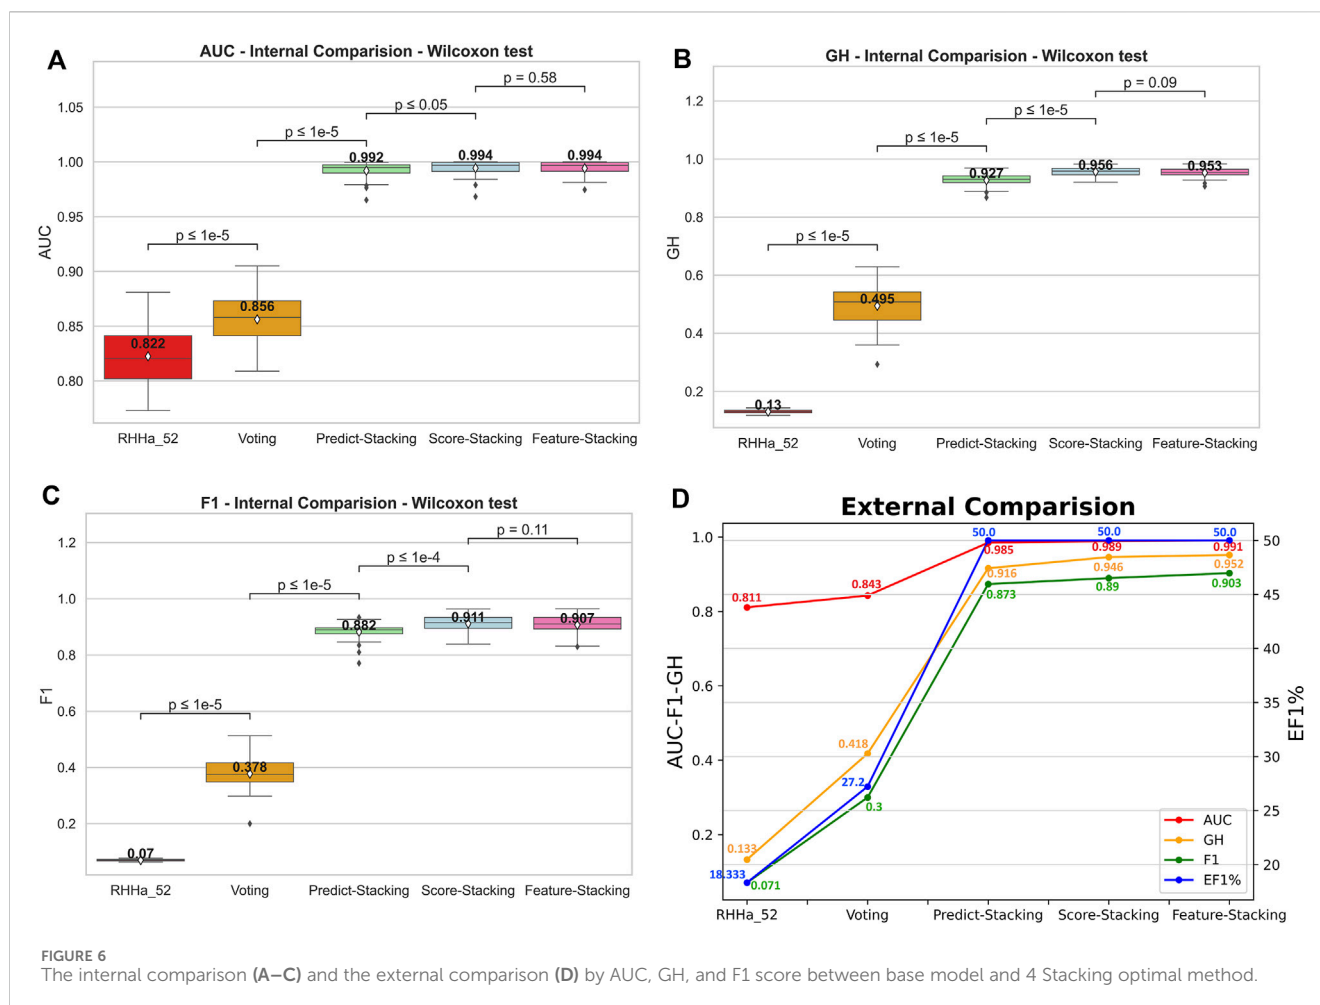 A
AUC - Internal Comparision - Wilcoxon test
p = 0.58
p ≤ 0.05
p ≤ 1e-5
p ≤ 1e-5
1.05
1.00
0.95
0.90
0.85
0.80
AUC
0.822
0.856
0.992
0.994
0.994
RHHa_52 Voting Predict-Stacking Score-Stacking Feature-Stacking
B
GH - Internal Comparision - Wilcoxon test
p = 0.09
p ≤ 1e-5
p ≤ 1e-5
p ≤ 1e-5
1.2
1.0
0.8
0.6
0.4
0.2
GH
0.13
0.495
0.927
0.956
0.953
RHHa_52 Voting Predict-Stacking Score-Stacking Feature-Stacking
C
F1 - Internal Comparision - Wilcoxon test
p = 0.11
p ≤ 1e-4
p ≤ 1e-5
p ≤ 1e-5
1.2
1.0
0.8
0.6
0.4
0.2
F1
0.07
0.378
0.882
0.911
0.907
RHHa_52 Voting Predict-Stacking Score-Stacking Feature-Stacking
D
External Comparision
1.0
0.8
0.6
0.4
0.2
AUC-F1-GH
50
45
40
35
30
25
20
EF1%
50.0 50.0 50.0
0.985 0.989 0.991
0.916 0.946 0.952
0.873 0.89 0.903
0.811 0.843
0.418
27.2
0.3
0.133
18.333
0.071
AUC
GH
F1
EF1%
RHHa_52 Voting Predict-Stacking Score-Stacking Feature-Stacking
FIGURE 6
The internal comparison (A–C) and the external comparison (D) by AUC, GH, and F1 score between base model and 4 Stacking optimal method.